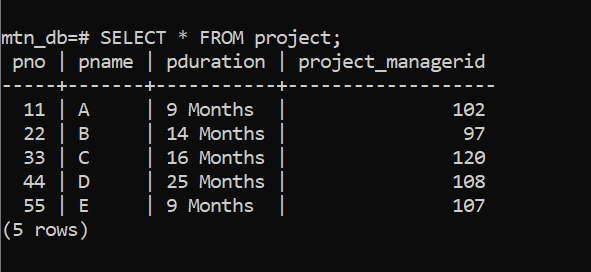 mtn_db=# SELECT * FROM project;
 pno | pname | pduration | project_managerid
-----+-------+-----------+-------------------
  11 | A     | 9 Months  |               102
  22 | B     | 14 Months |                97
  33 | C     | 16 Months |               120
  44 | D     | 25 Months |               108
  55 | E     | 9 Months  |               107
(5 rows)